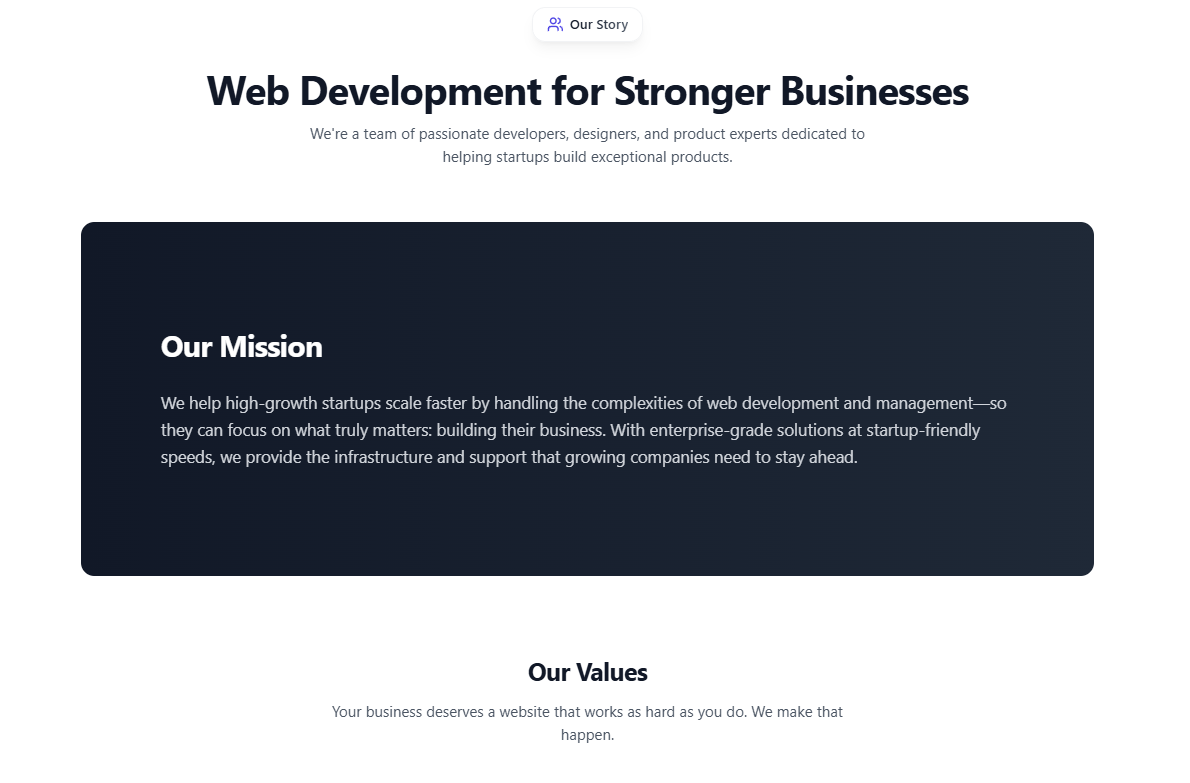 Our Story
Web Development for Stronger Businesses
We're a team of passionate developers, designers, and product experts dedicated to
helping startups build exceptional products.
Our Mission
We help high-growth startups scale faster by handling the complexities of web development and management—so
they can focus on what truly matters: building their business. With enterprise-grade solutions at startup-friendly
speeds, we provide the infrastructure and support that growing companies need to stay ahead.
Our Values
Your business deserves a website that works as hard as you do. We make that
happen.